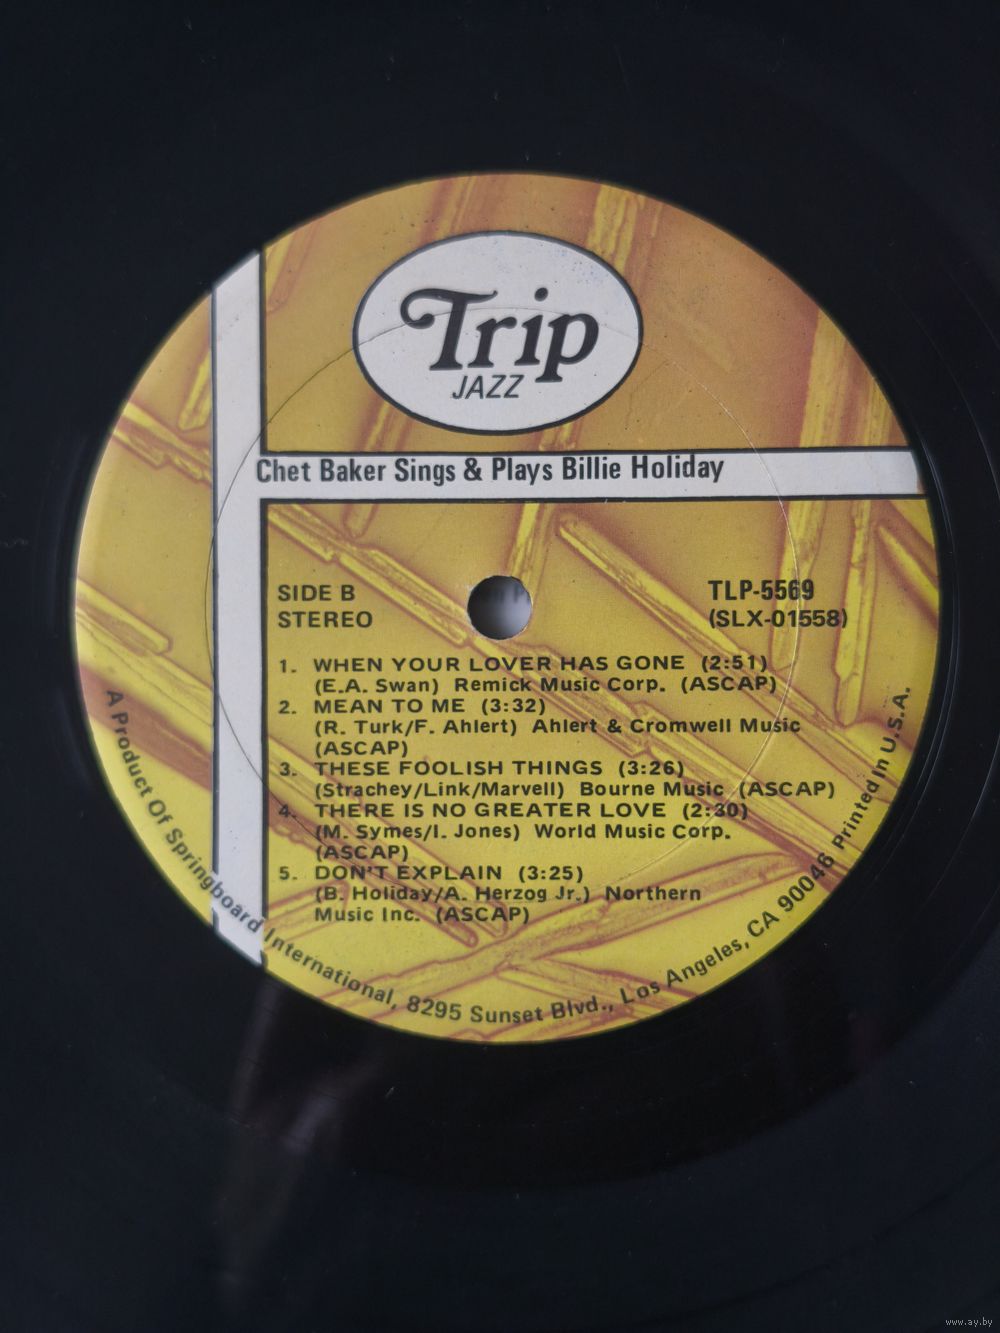 Trip
JAZZ
Chet Baker Sings & Plays Billie Holiday
SIDE B
STEREO
TLP-5569
(SLX-01558)
1. WHEN YOUR LOVER HAS GONE (2:51)
(E.A. Swan) Remick Music Corp. (ASCAP)
2. MEAN TO ME (3:32)
(R. Turk/F. Ahlert) Ahlert & Cromwell Music
(ASCAP)
3. THESE FOOLISH THINGS (3:26)
(Strachey/Link/Marvell) Bourne Music (ASCAP)
4. THERE IS NO GREATER LOVE (2:30)
(M. Symes/I. Jones) World Music Corp.
(ASCAP)
5. DON'T EXPLAIN (3:25)
(B. Holiday/A. Herzog Jr.) Northern
Music Inc. (ASCAP)
A Product Of Springboard International, 8295 Sunset Blvd., Los Angeles, CA 90046 Printed In U.S.A.
www.ay.by